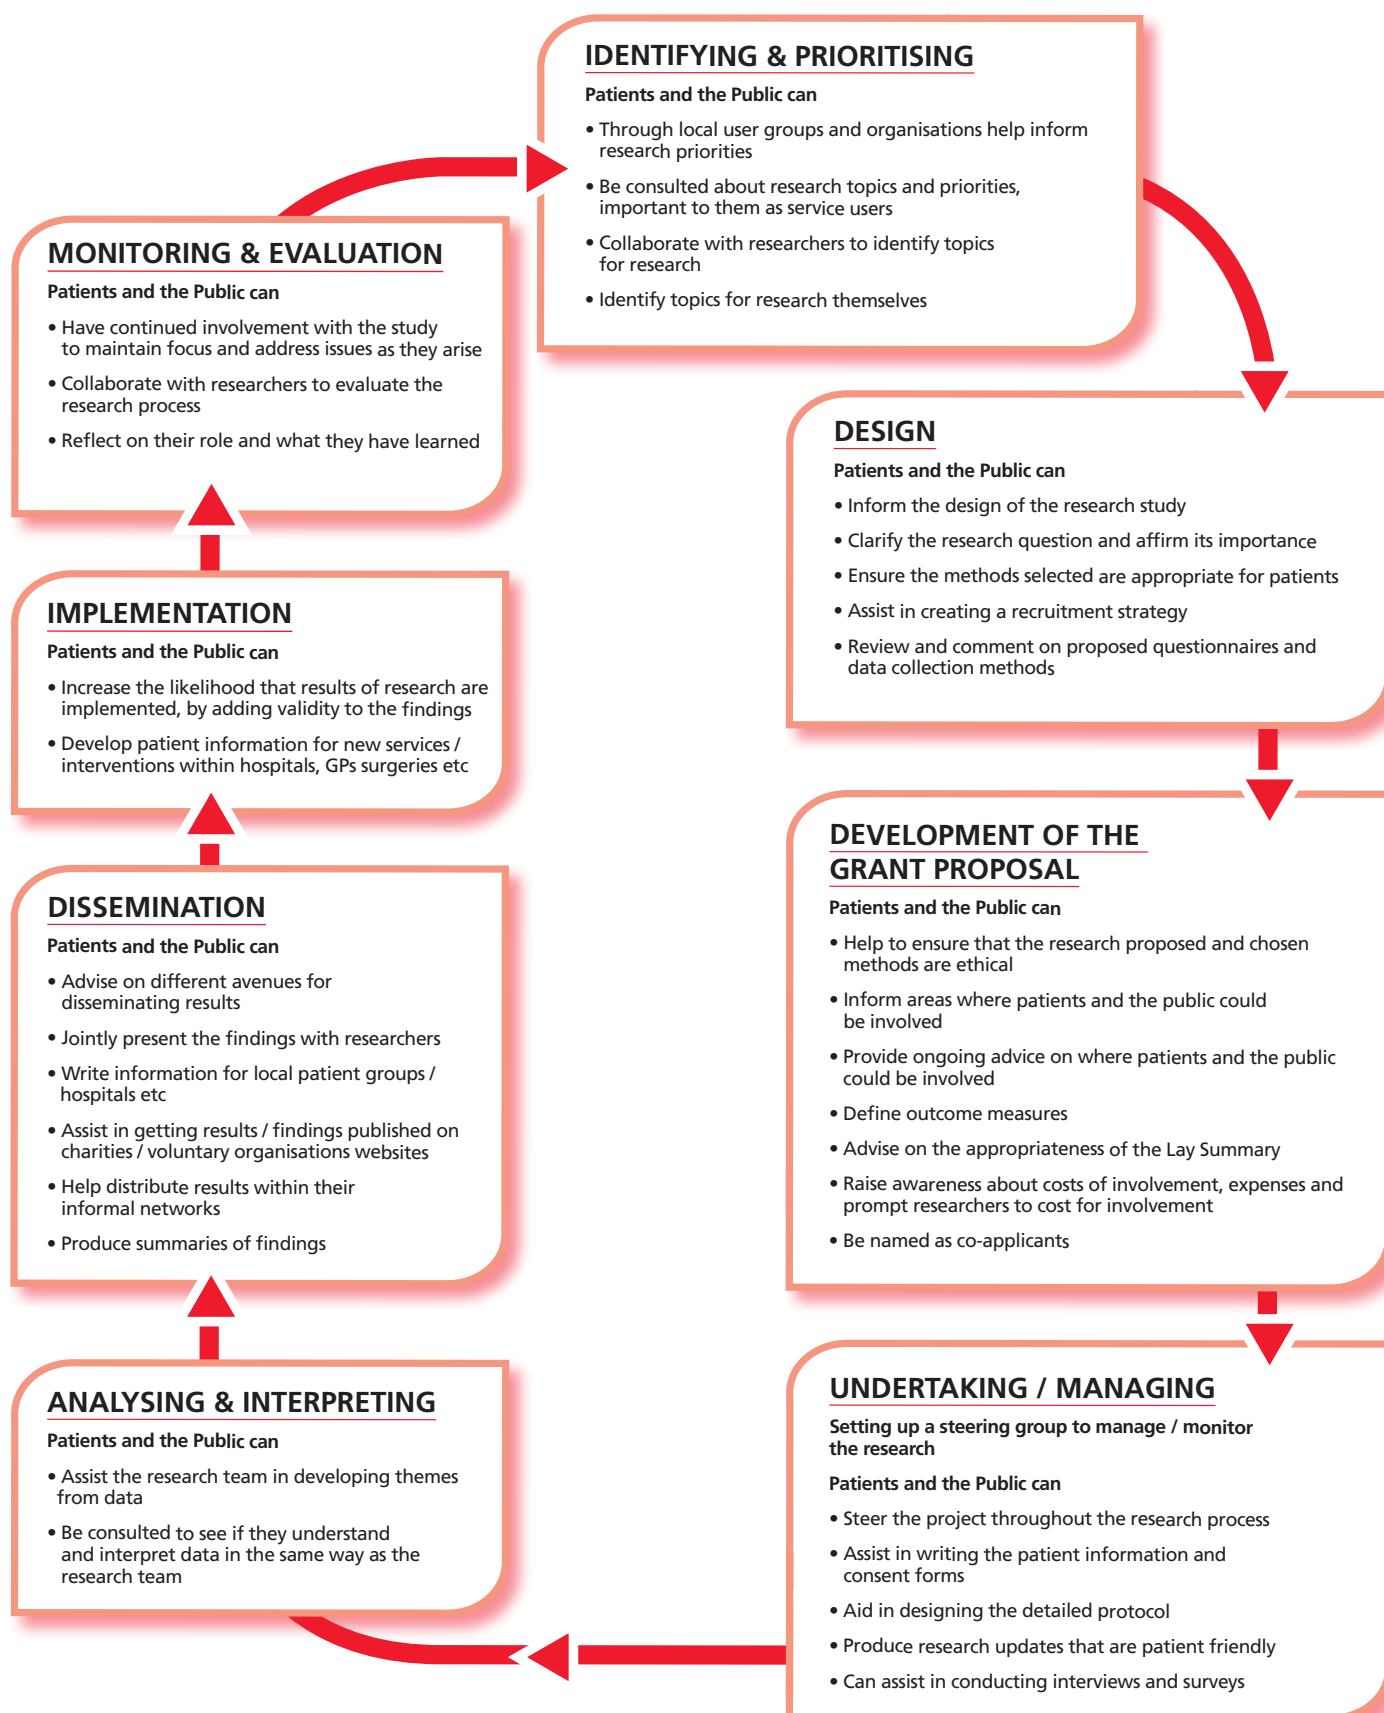 IDENTIFYING & PRIORITISING
Patients and the Public can
• Through local user groups and organisations help inform
research priorities
• Be consulted about research topics and priorities,
important to them as service users
• Collaborate with researchers to identify topics
for research
• Identify topics for research themselves
DESIGN
Patients and the Public can
• Inform the design of the research study
• Clarify the research question and affirm its importance
• Ensure the methods selected are appropriate for patients
• Assist in creating a recruitment strategy
• Review and comment on proposed questionnaires and
data collection methods
DEVELOPMENT OF THE
GRANT PROPOSAL
Patients and the Public can
• Help to ensure that the research proposed and chosen
methods are ethical
• Inform areas where patients and the public could
be involved
• Provide ongoing advice on where patients and the public
could be involved
• Define outcome measures
• Advise on the appropriateness of the Lay Summary
• Raise awareness about costs of involvement, expenses and
prompt researchers to cost for involvement
• Be named as co-applicants
UNDERTAKING / MANAGING
Setting up a steering group to manage / monitor
the research
Patients and the Public can
• Steer the project throughout the research process
• Assist in writing the patient information and
consent forms
• Aid in designing the detailed protocol
• Produce research updates that are patient friendly
• Can assist in conducting interviews and surveys
ANALYSING & INTERPRETING
Patients and the Public can
• Assist the research team in developing themes
from data
• Be consulted to see if they understand
and interpret data in the same way as the
research team
DISSEMINATION
Patients and the Public can
• Advise on different avenues for
disseminating results
• Jointly present the findings with researchers
• Write information for local patient groups /
hospitals etc
• Assist in getting results / findings published on
charities / voluntary organisations websites
• Help distribute results within their
informal networks
• Produce summaries of findings
IMPLEMENTATION
Patients and the Public can
• Increase the likelihood that results of research are
implemented, by adding validity to the findings
• Develop patient information for new services /
interventions within hospitals, GPs surgeries etc
MONITORING & EVALUATION
Patients and the Public can
• Have continued involvement with the study
to maintain focus and address issues as they arise
• Collaborate with researchers to evaluate the
research process
• Reflect on their role and what they have learned